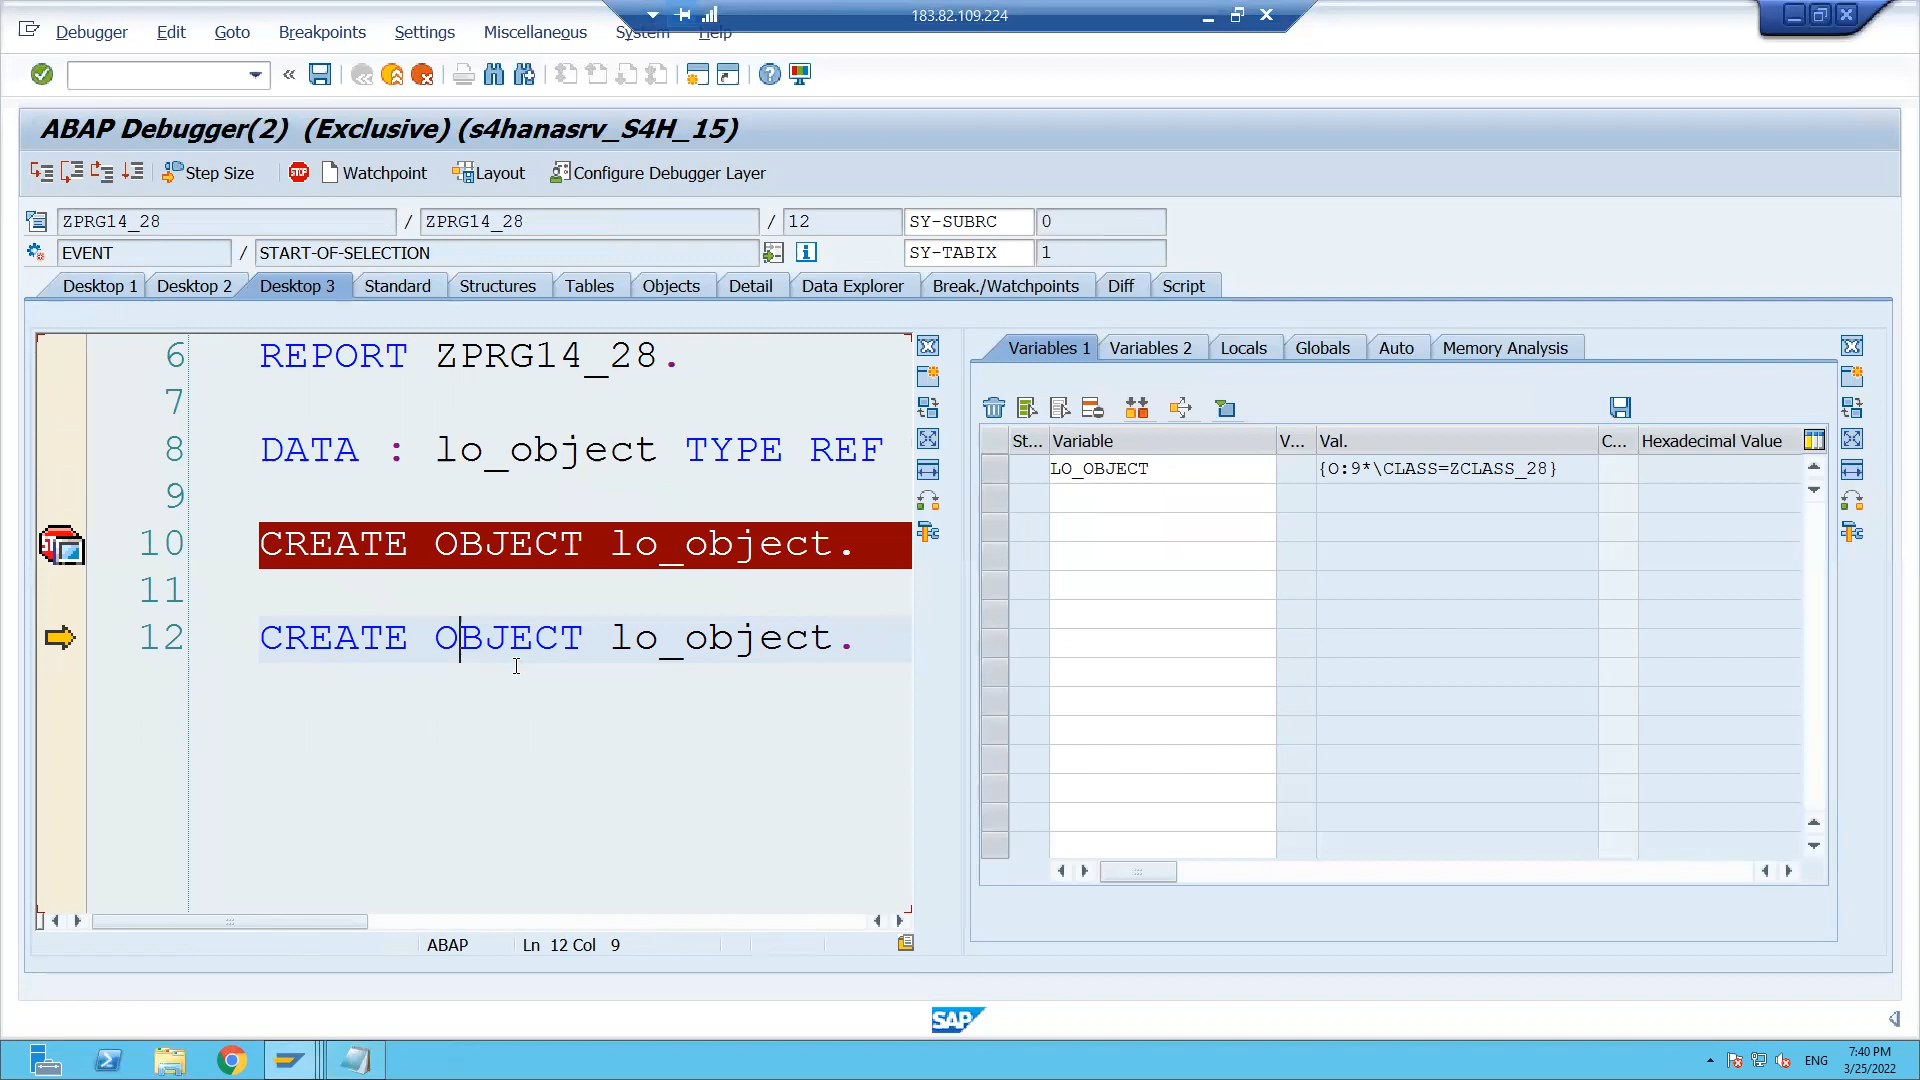 183.82.109.224
Debugger Edit Goto Breakpoints Settings Miscellaneous System Help
ABAP Debugger(2) (Exclusive) (s4hanasrv_S4H_15)
Step Size STOP Watchpoint Layout Configure Debugger Layer
ZPRG14_28 / ZPRG14_28 / 12 SY-SUBRC 0
EVENT / START-OF-SELECTION SY-TABIX 1
Desktop 1 Desktop 2 Desktop 3 Standard Structures Tables Objects Detail Data Explorer Break./Watchpoints Diff Script
6 REPORT ZPRG14_28.
7
8 DATA : lo_object TYPE REF
9
10 CREATE OBJECT lo_object.
11
12 CREATE OBJECT lo_object.
ABAP Ln 12 Col 9
Variables 1 Variables 2 Locals Globals Auto Memory Analysis
St... Variable V... Val. C... Hexadecimal Value
LO_OBJECT {O:9*\CLASS=ZCLASS_28}
SAP
ENG
7:40 PM
3/25/2022